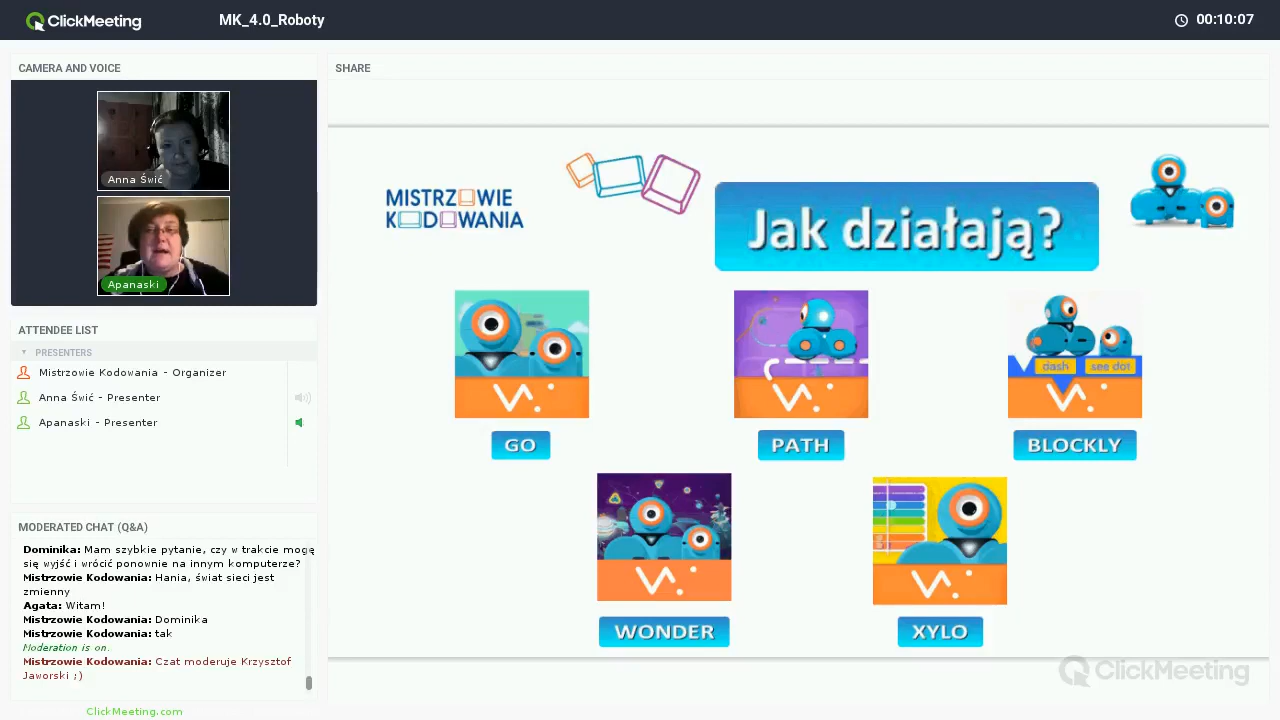 ClickMeeting
MK_4.0_Roboty
00:10:07
CAMERA AND VOICE
Anna Świć
Apanaski
ATTENDEE LIST
PRESENTERS
Mistrzowie Kodowania - Organizer
Anna Świć - Presenter
Apanaski - Presenter
MODERATED CHAT (Q&A)
Dominika: Mam szybkie pytanie, czy w trakcie mogę
się wyjść i wrócić ponownie na innym komputerze?
Mistrzowie Kodowania: Hania, świat sieci jest
zmienny
Agata: Witam!
Mistrzowie Kodowania: Dominika
Mistrzowie Kodowania: tak
Moderation is on.
Mistrzowie Kodowania: Czat moderuje Krzysztof
Jaworski ;)
ClickMeeting.com
SHARE
MISTRZOWIE
KODOWANIA
Jak działają?
dash
see dot
GO
PATH
BLOCKLY
WONDER
XYLO
ClickMeeting